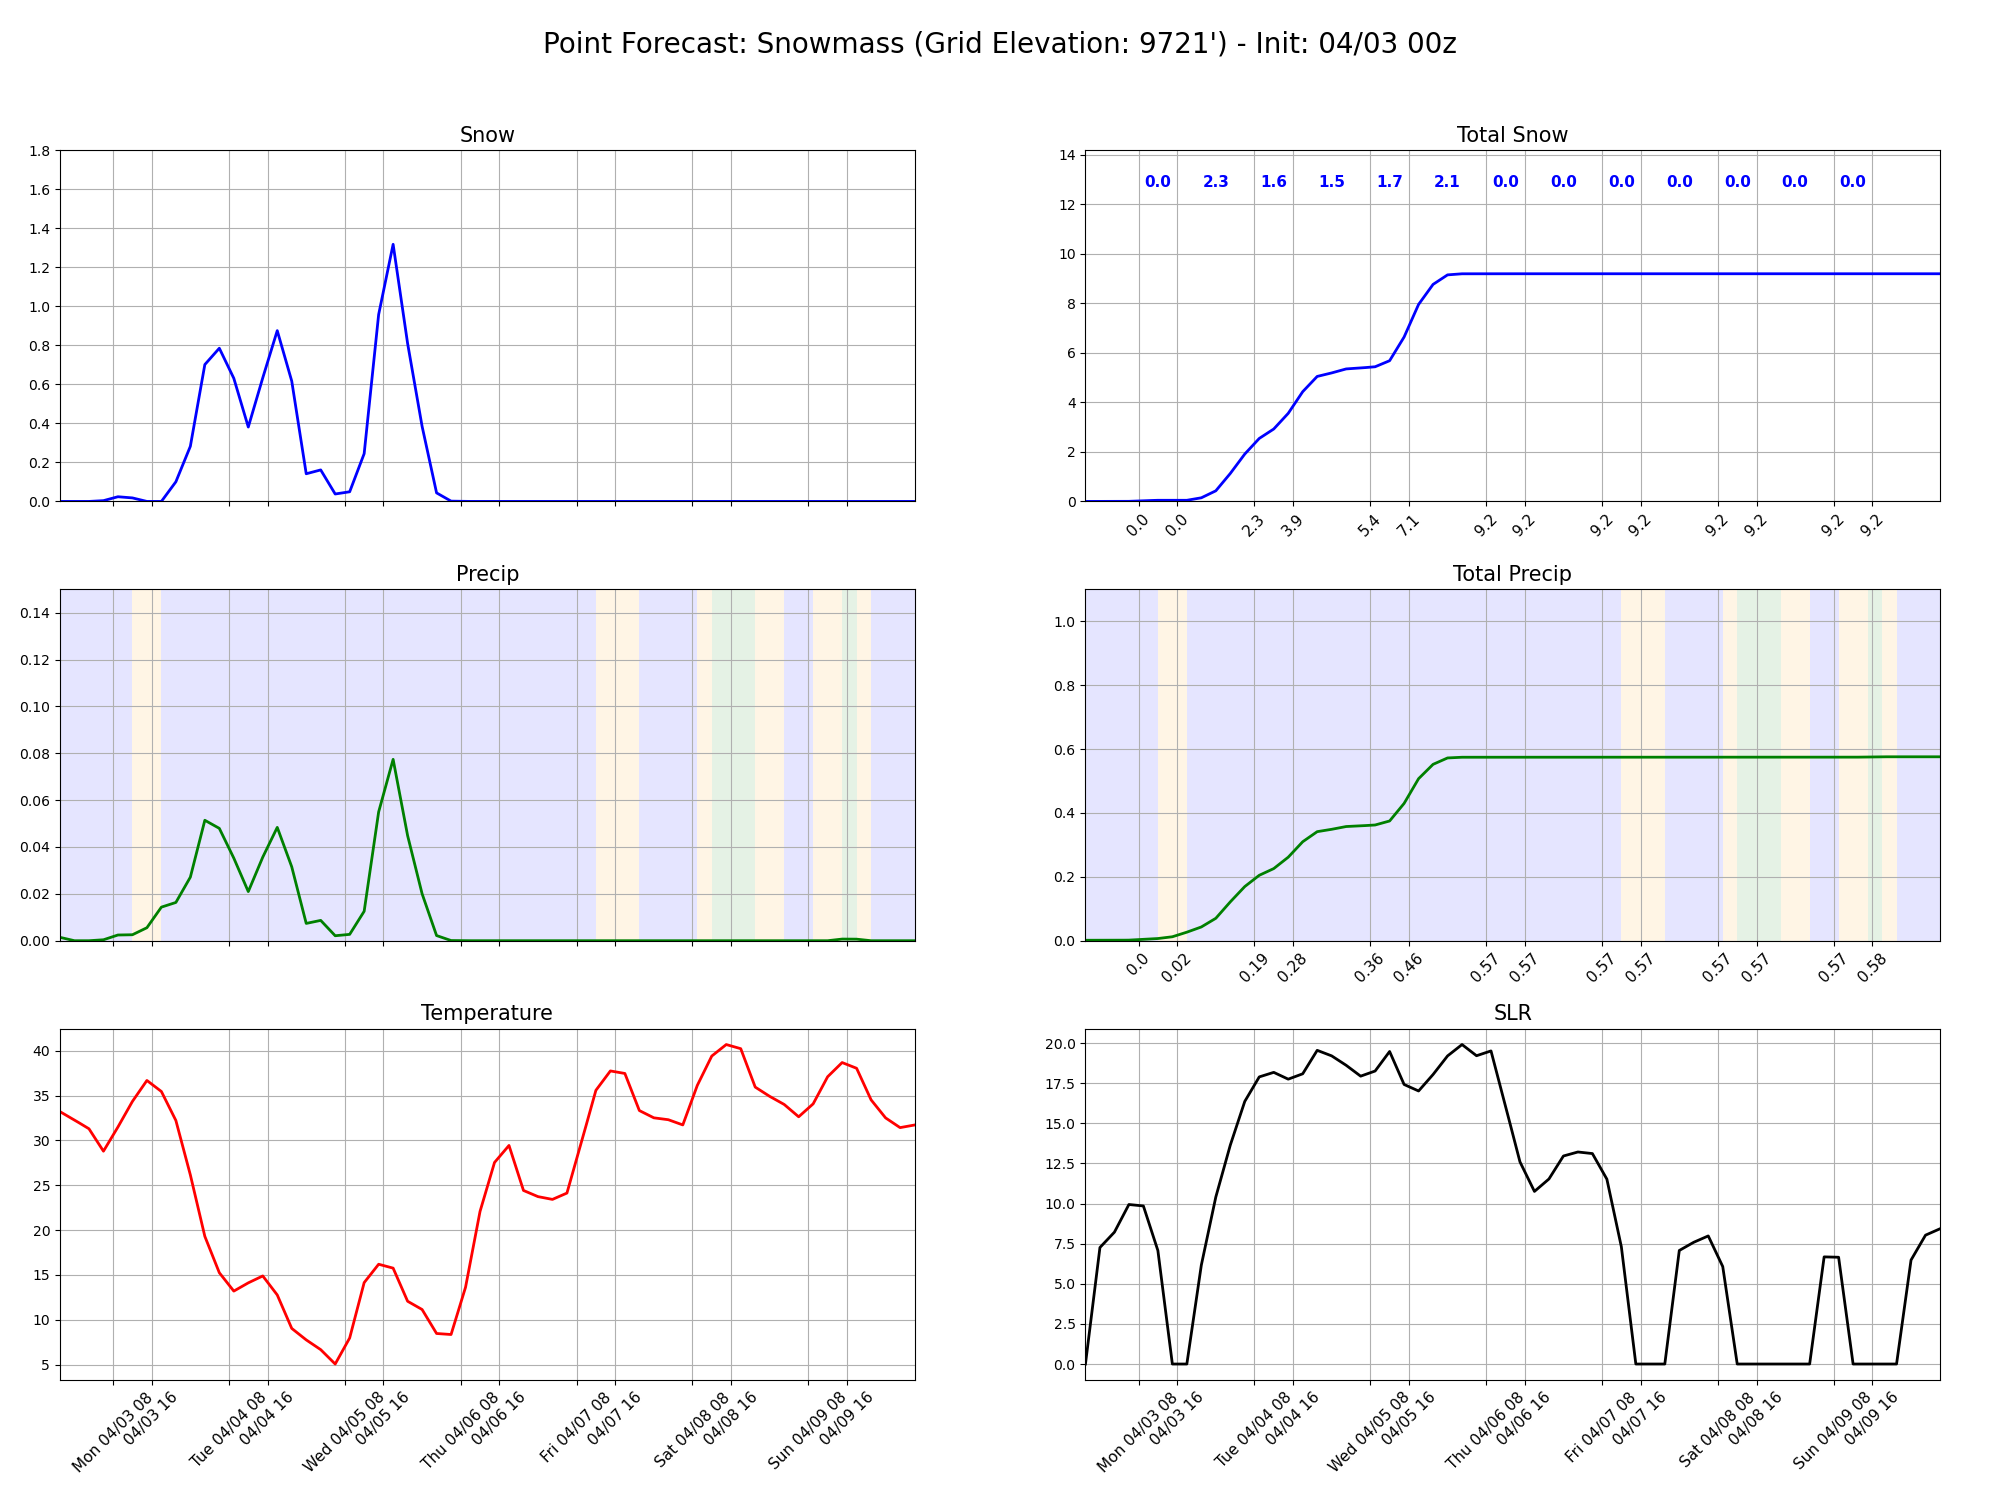 Point Forecast: Snowmass (Grid Elevation: 9721') - Init: 04/03 00z
Snow
1.8
1.6
1.4
1.2
1.0
0.8
0.6
0.4
0.2
0.0
Total Snow
0.0 2.3 1.6 1.5 1.7 2.1 0.0 0.0 0.0 0.0 0.0 0.0 0.0
14
12
10
8
6
4
2
0
0.0 0.0 2.3 3.9 5.4 7.1 9.2 9.2 9.2 9.2 9.2 9.2 9.2 9.2
Precip
0.14
0.12
0.10
0.08
0.06
0.04
0.02
0.00
Total Precip
1.0
0.8
0.6
0.4
0.2
0.0
0.0 0.02 0.19 0.28 0.36 0.46 0.57 0.57 0.57 0.57 0.57 0.57 0.57 0.58
Temperature
40
35
30
25
20
15
10
5
Mon 04/03 08
04/03 16
Tue 04/04 08
04/04 16
Wed 04/05 08
04/05 16
Thu 04/06 08
04/06 16
Fri 04/07 08
04/07 16
Sat 04/08 08
04/08 16
Sun 04/09 08
04/09 16
SLR
20.0
17.5
15.0
12.5
10.0
7.5
5.0
2.5
0.0
Mon 04/03 08
04/03 16
Tue 04/04 08
04/04 16
Wed 04/05 08
04/05 16
Thu 04/06 08
04/06 16
Fri 04/07 08
04/07 16
Sat 04/08 08
04/08 16
Sun 04/09 08
04/09 16